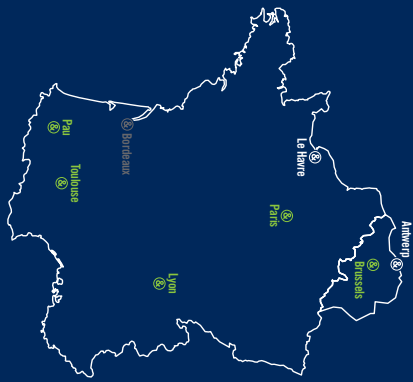 Antwerp
&
Brussels
&
Le Havre
&
Paris
&
Lyon
&
Bordeaux
&
Toulouse
&
Pau
&